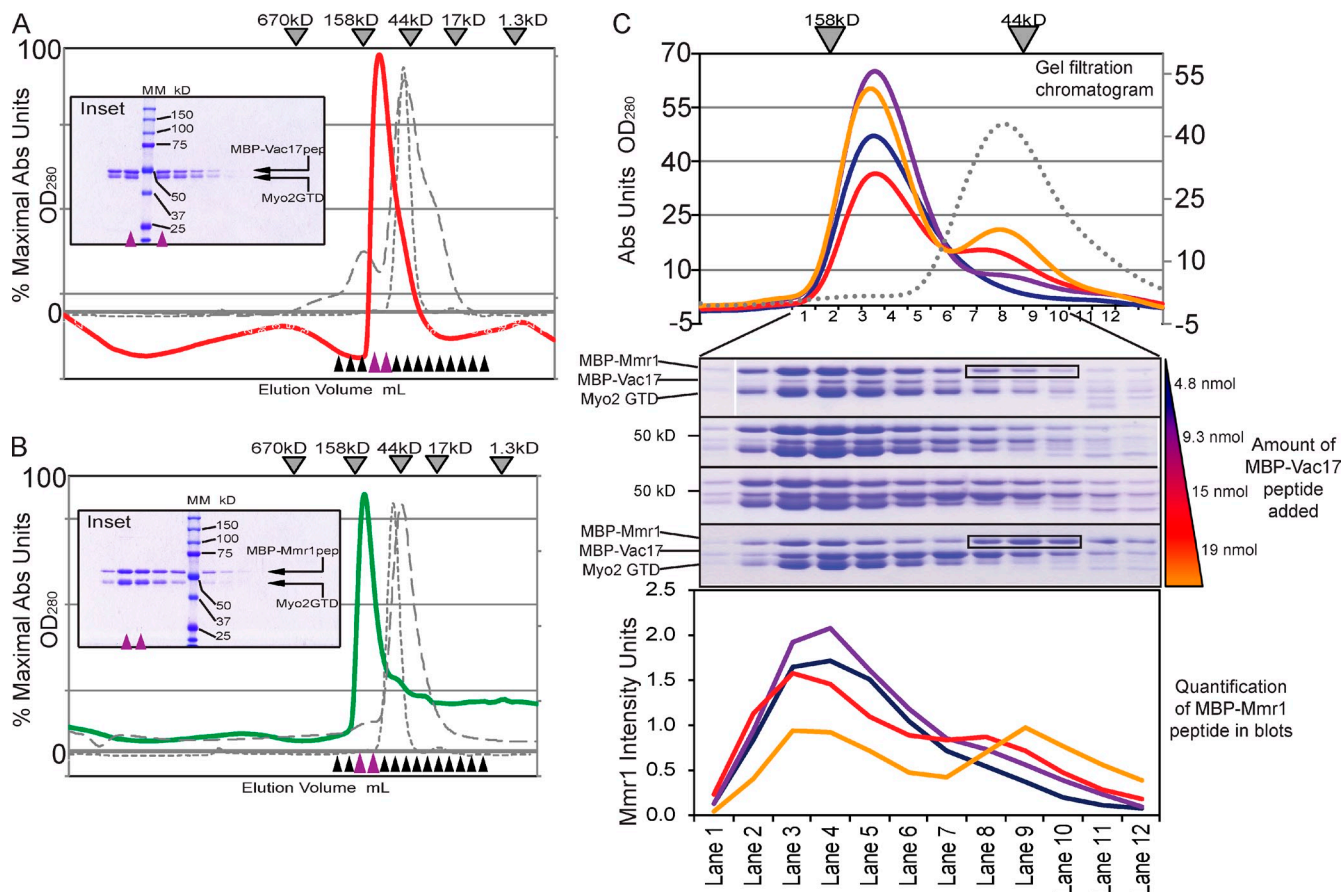 A
670kD 158kD 44kD 17kD 1.3kD
100
% Maximal Abs Units
OD280
0
Inset
MM kD
150
100
75
50
37
25
MBP-Vac17pep
Myo2GTD
Elution Volume mL
B
670kD 158kD 44kD 17kD 1.3kD
100
% Maximal Abs Units
OD280
0
Inset
MM kD
150
100
75
50
37
25
MBP-Mmr1pep
Myo2GTD
Elution Volume mL
C
158kD 44kD
Gel filtration
chromatogram
Abs Units OD280
70
55
40
25
10
-5
55
40
25
10
-5
1 2 3 4 5 6 7 8 9 10 11 12
MBP-Mmr1
MBP-Vac17
Myo2 GTD
50 kD
50 kD
MBP-Mmr1
MBP-Vac17
Myo2 GTD
4.8 nmol
9.3 nmol
15 nmol
19 nmol
Amount of
MBP-Vac17
peptide
added
Mmr1 Intensity Units
2.5
2.0
1.5
1.0
0.5
0.0
Lane 1
Lane 2
Lane 3
Lane 4
Lane 5
Lane 6
Lane 7
Lane 8
Lane 9
Lane 10
Lane 11
Lane 12
Quantification
of MBP-Mmr1
peptide in blots